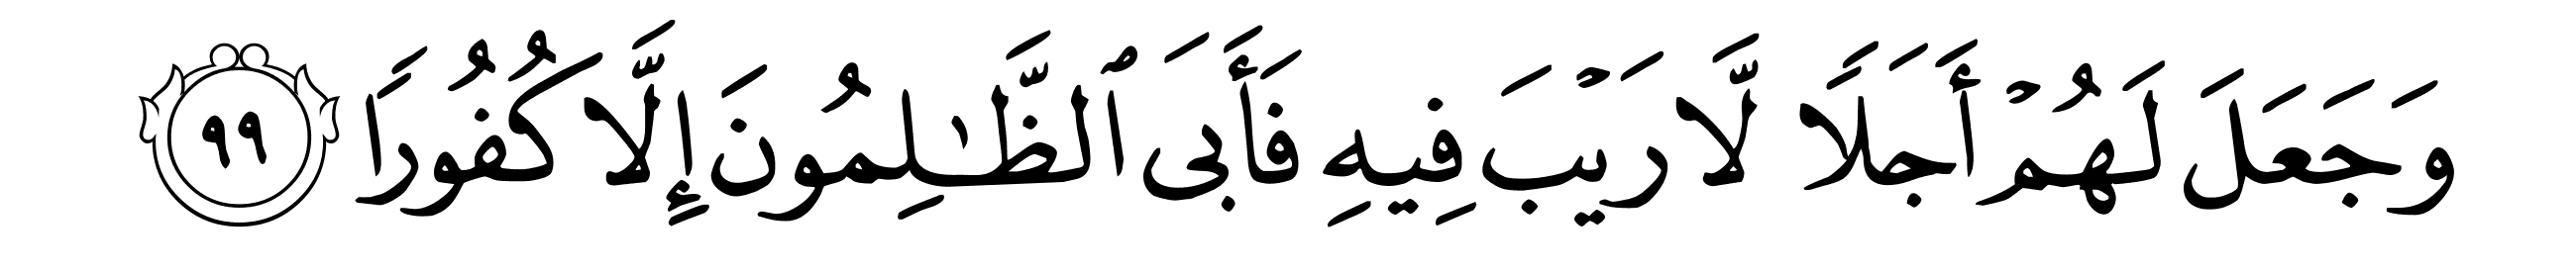 وَجَعَلَ لَهُمْ أَجَلًا لَّا رَيْبَ فِيهِ فَأَبَى ٱلظَّـٰلِمُونَ إِلَّا كُفُورًا ٩٩